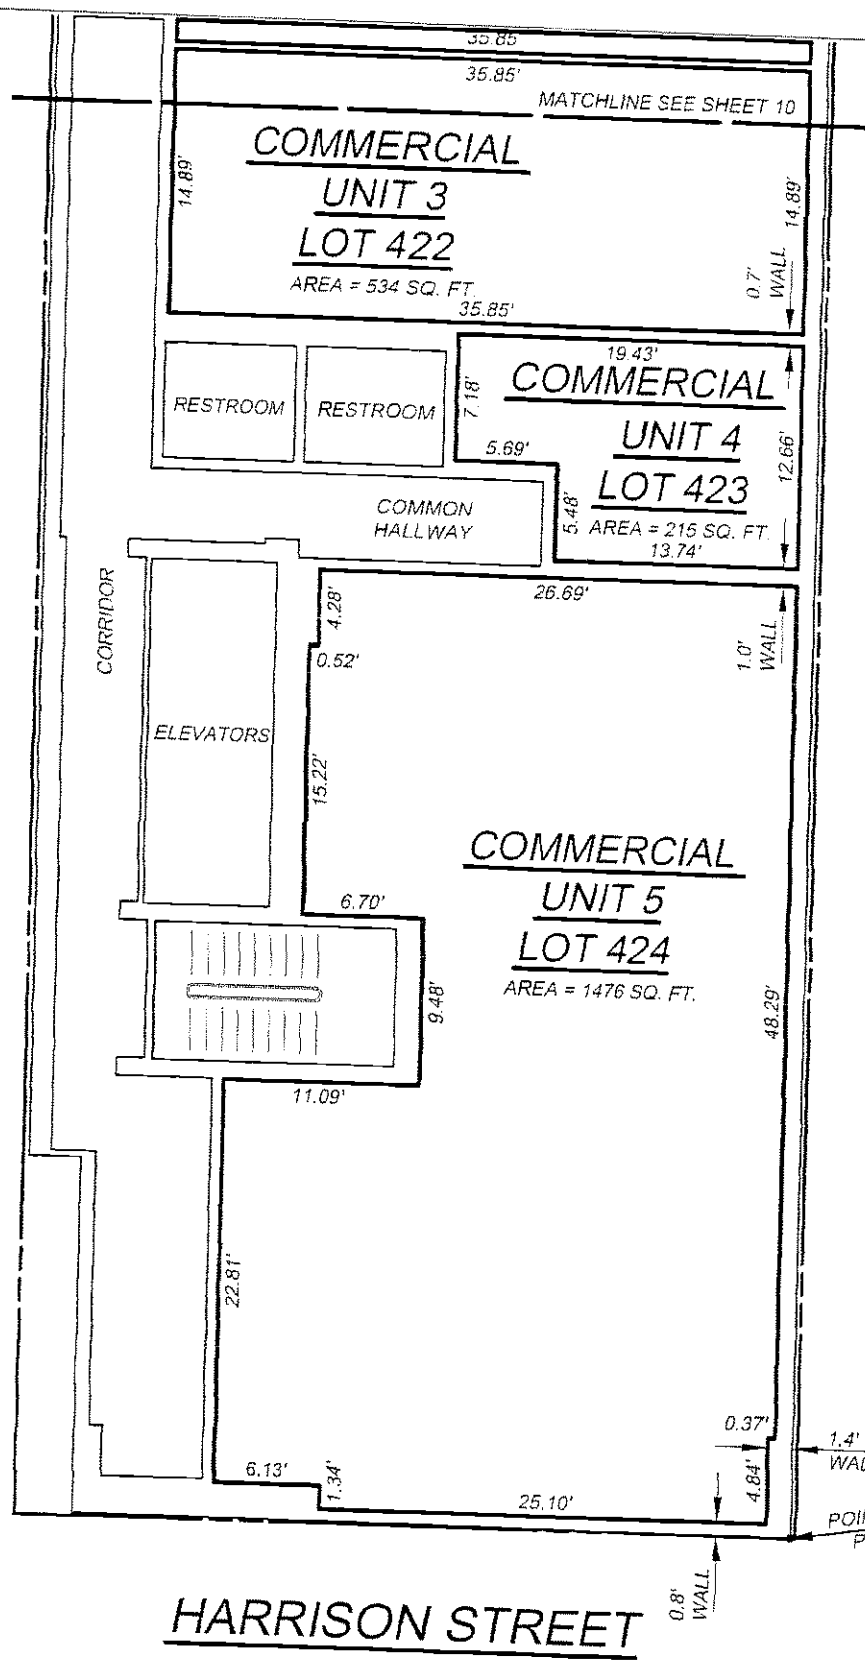 35.85'
35.85'
MATCHLINE SEE SHEET 10
COMMERCIAL
UNIT 3
LOT 422
AREA = 534 SQ. FT.
14.89'
14.89'
0.7'
WALL
35.85'
19.43'
RESTROOM
RESTROOM
7.18'
COMMERCIAL
UNIT 4
LOT 423
AREA = 215 SQ. FT.
5.69'
12.66'
5.48'
13.74'
COMMON
HALLWAY
CORRIDOR
26.69'
4.28'
1.0'
WALL
0.52'
ELEVATORS
15.22'
COMMERCIAL
UNIT 5
LOT 424
AREA = 1476 SQ. FT.
6.70'
9.48'
48.29'
11.09'
22.81'
0.37'
1.4'
6.13'
1.34'
25.10'
4.84'
0.8'
WALL
HARRISON STREET